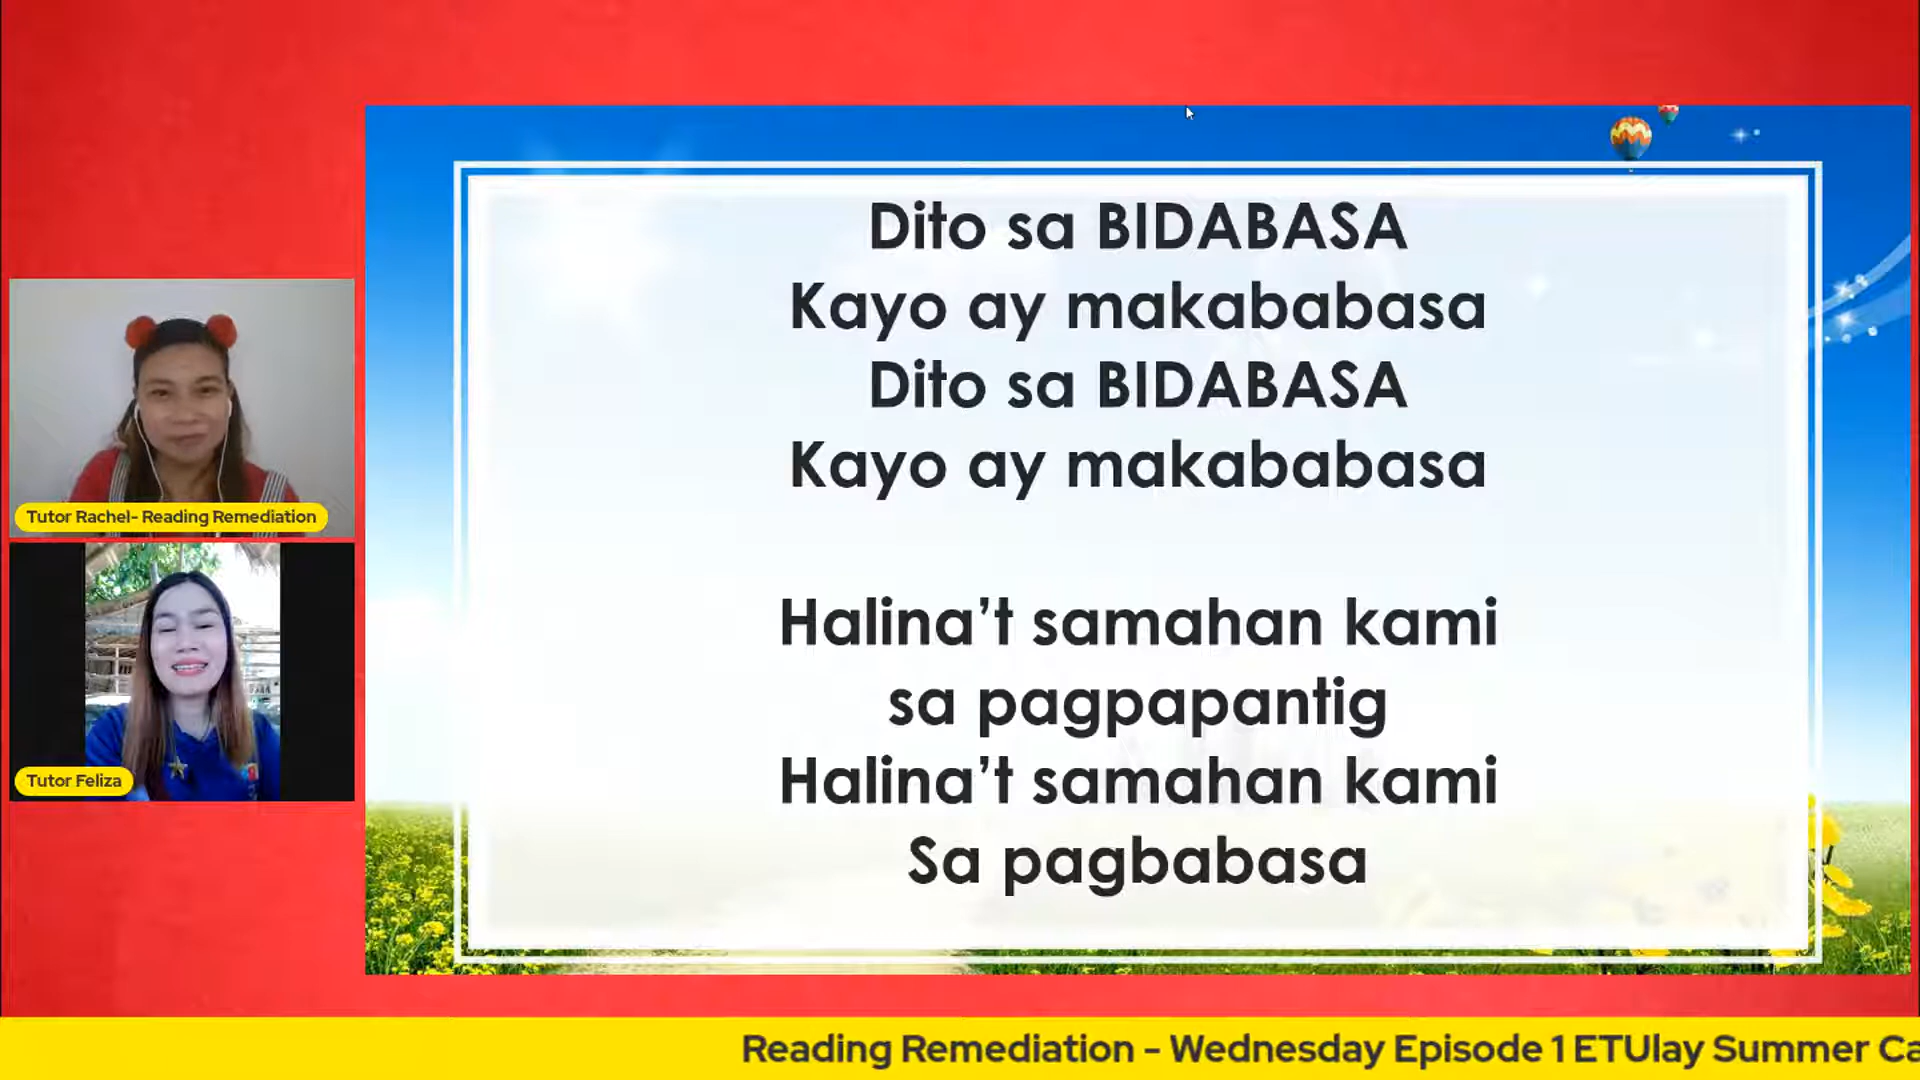 Dito sa BIDABASA
Kayo ay makababasa
Dito sa BIDABASA
Kayo ay makababasa
Halina’t samahan kami
sa pagpapantig
Halina’t samahan kami
Sa pagbabasa
Tutor Rachel- Reading Remediation
Tutor Feliza
Reading Remediation - Wednesday Episode 1 ETUlay Summer